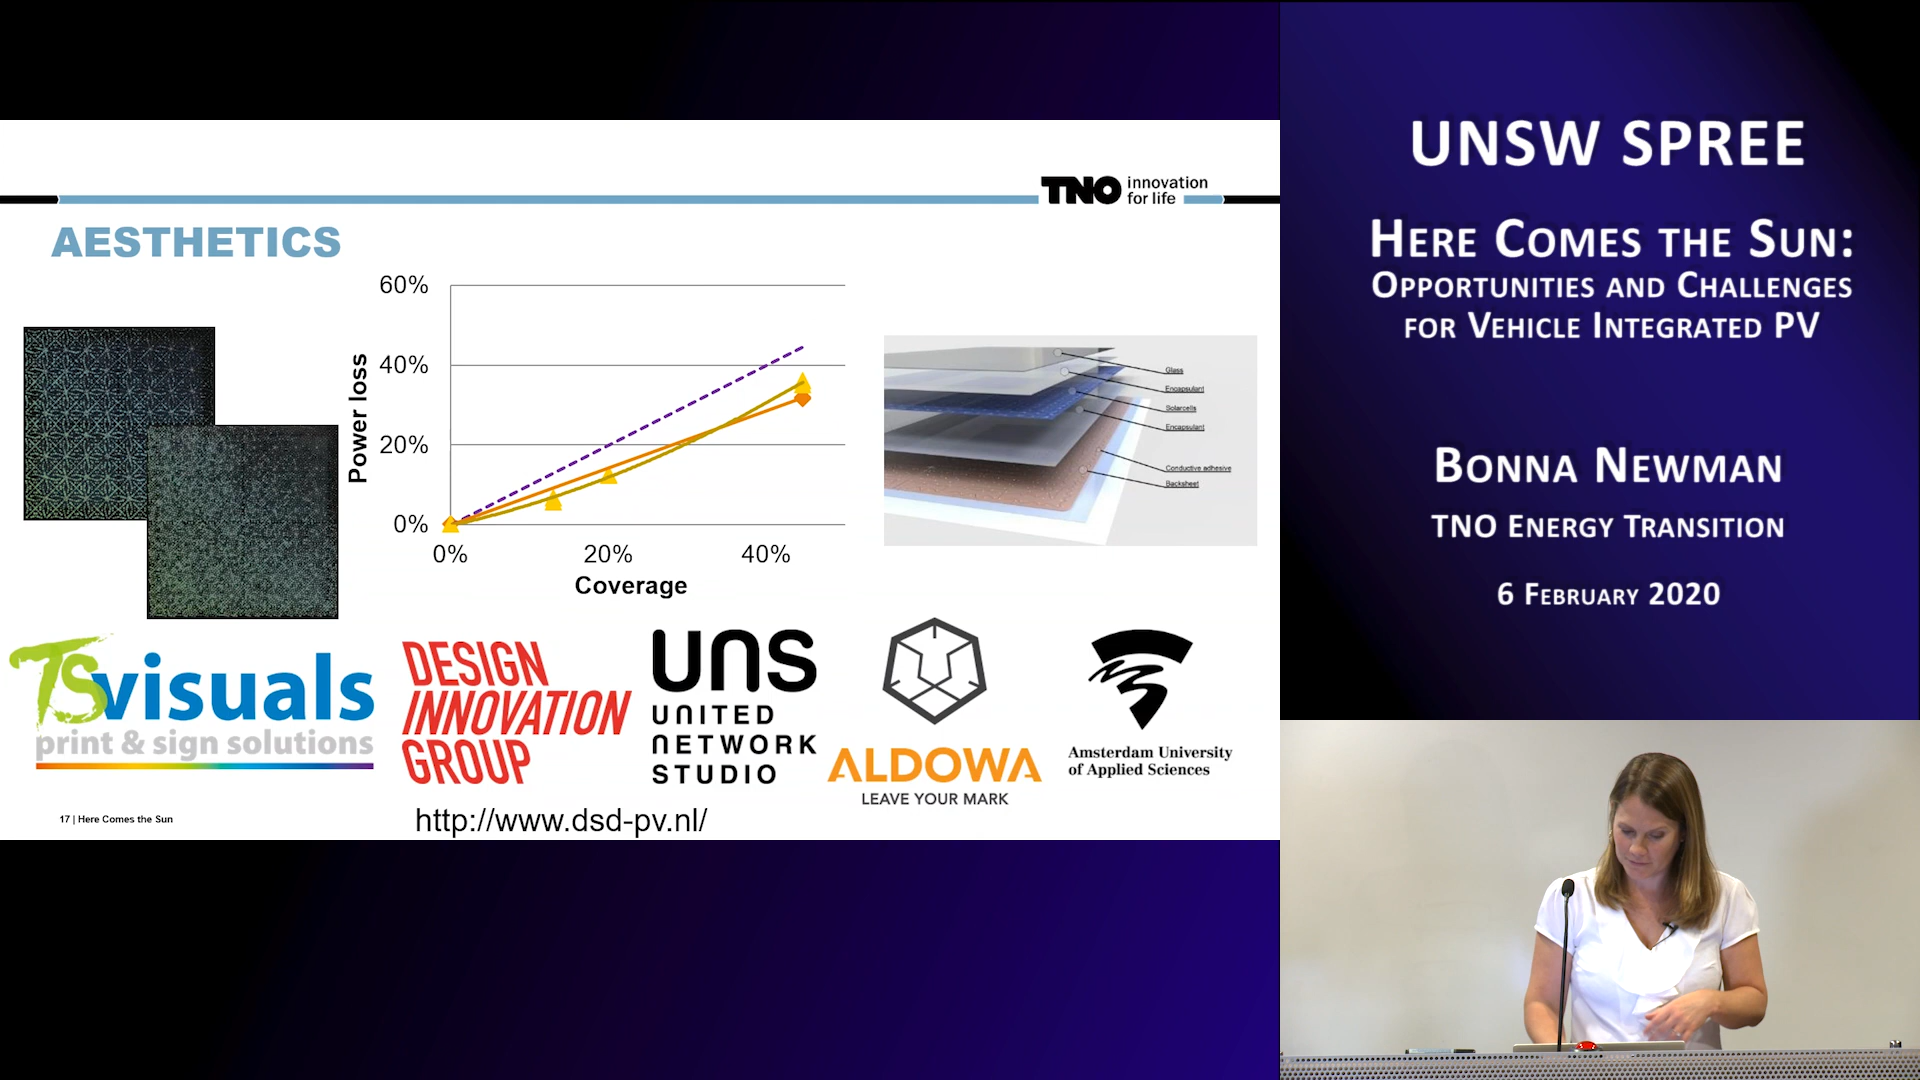 TNO innovation
for life
AESTHETICS
60%
40%
20%
0%
Power loss
0% 20% 40%
Coverage
Glass
Encapsulant
Solarcells
Encapsulant
Conductive adhesive
Backsheet
TSvisuals
print & sign solutions
DESIGN
INNOVATION
GROUP
UNS
UNITED
NETWORK
STUDIO
ALDOWA
LEAVE YOUR MARK
Amsterdam University
of Applied Sciences
17 | Here Comes the Sun
http://www.dsd-pv.nl/
UNSW SPREE
HERE COMES THE SUN:
OPPORTUNITIES AND CHALLENGES
FOR VEHICLE INTEGRATED PV
BONNA NEWMAN
TNO ENERGY TRANSITION
6 FEBRUARY 2020